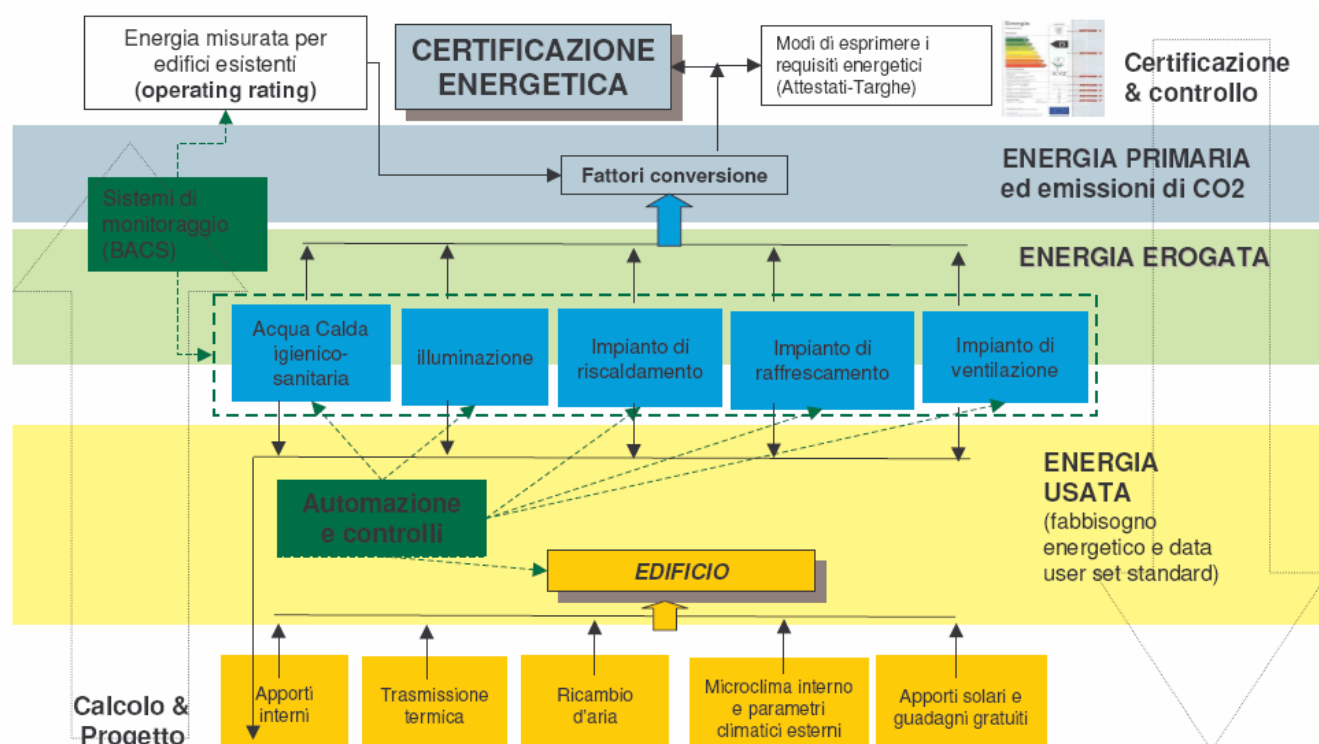 Energia misurata per
edifici esistenti
(operating rating)
CERTIFICAZIONE
ENERGETICA
Modi di esprimere i
requisiti energetici
(Attestati-Targhe)
Certificazione
& controllo
ENERGIA PRIMARIA
ed emissioni di CO2
Fattori conversione
Sistemi di
monitoraggio
(BACS)
ENERGIA EROGATA
Acqua Calda
igienico-
sanitaria
illuminazione
Impianto di
riscaldamento
Impianto di
raffrescamento
Impianto di
ventilazione
ENERGIA
USATA
(fabbisogno
energetico e data
user set standard)
Automazione
e controlli
EDIFICIO
Apporti
interni
Trasmissione
termica
Ricambio
d'aria
Microclima interno
e parametri
climatici esterni
Apporti solari e
guadagni gratuiti
Calcolo &
Progetto